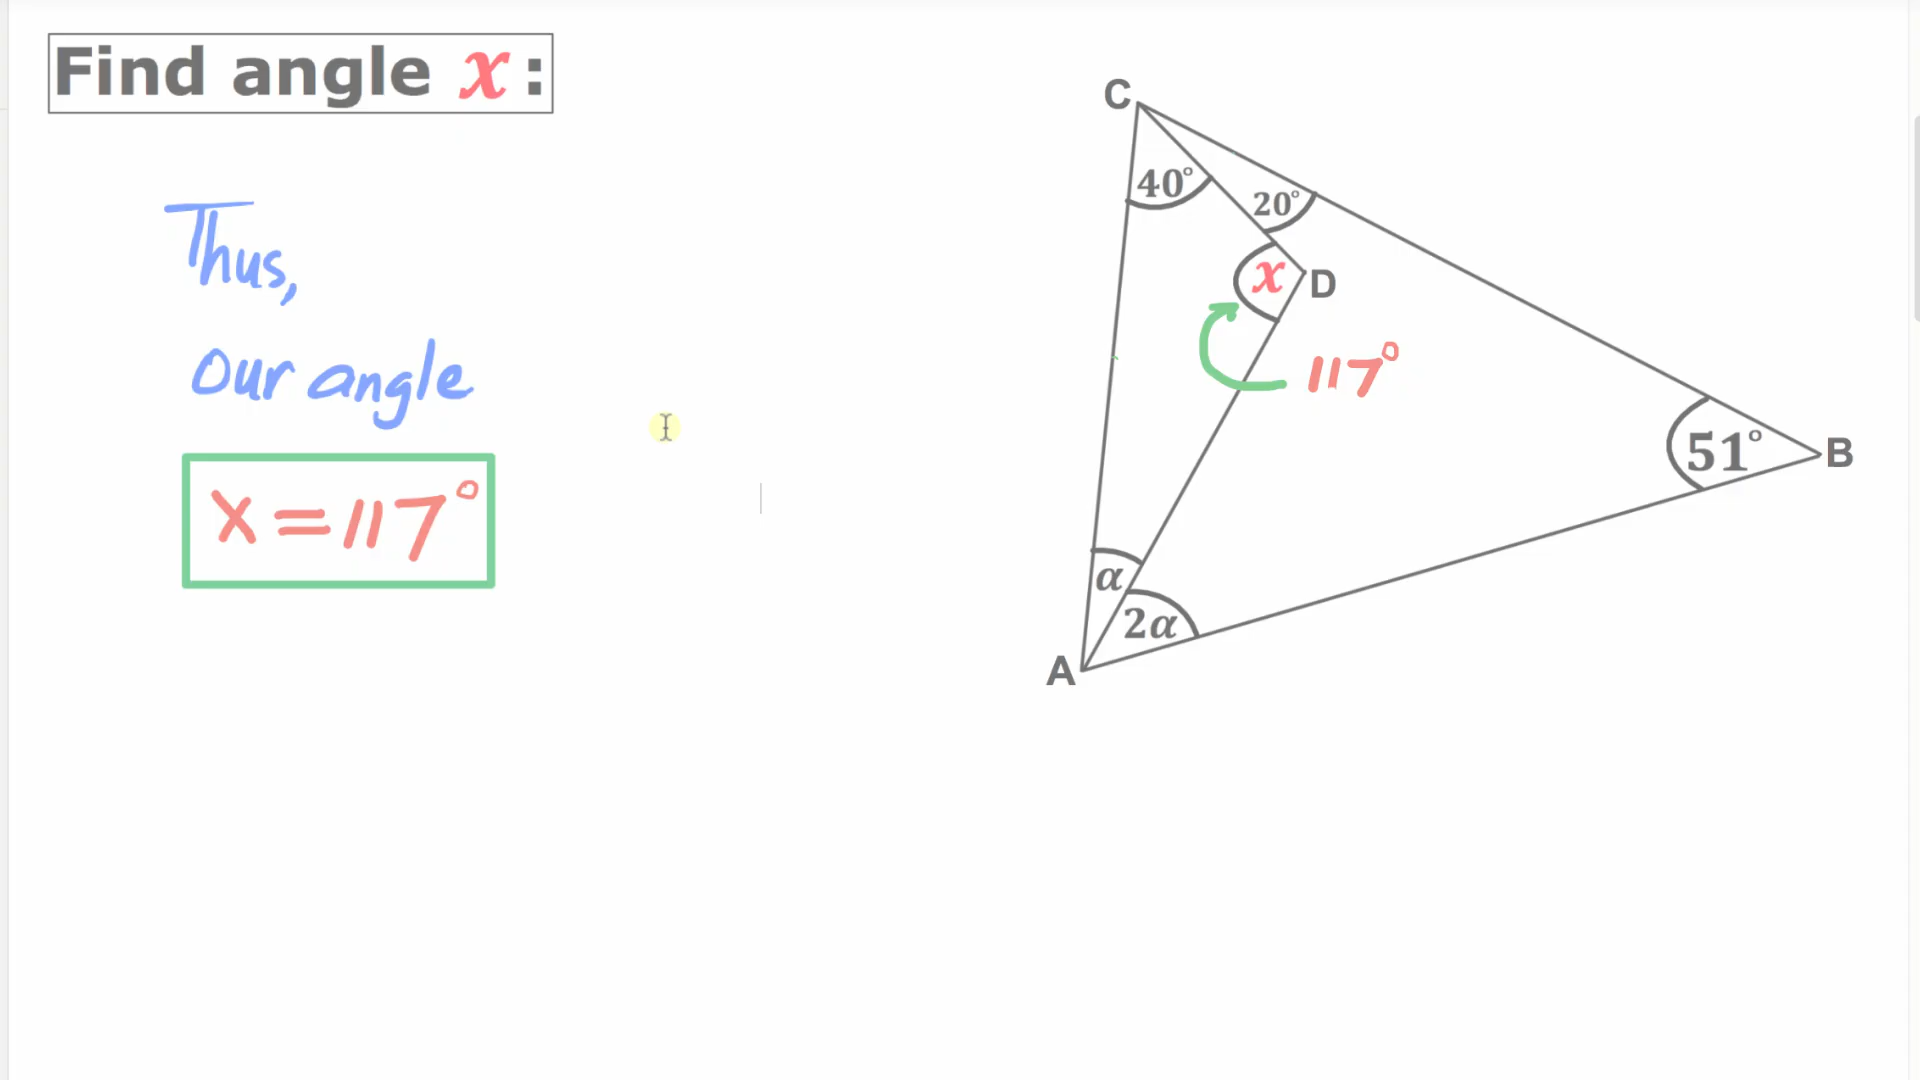 Find angle x :
Thus,
Our angle
x = 117°
C
40°
20°
x
D
117°
51°
B
α
2α
A